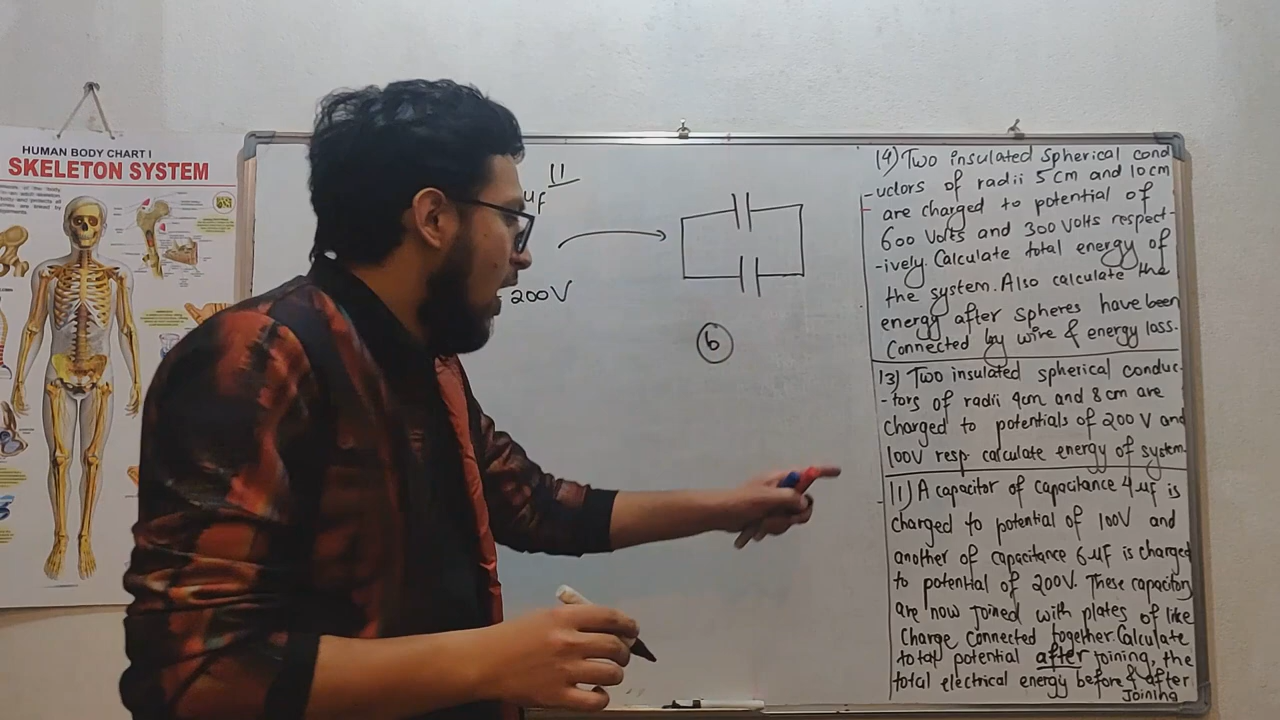 HUMAN BODY CHART I
SKELETON SYSTEM
11
μF
200V
6
14) Two insulated spherical cond
-uctors of radii 5 cm and 10cm
are charged to potential of
600 Volts and 300 Volts respect-
-ively. Calculate total energy of
the system. Also calculate the
energy after spheres have been
Connected by wire & energy loss.
13) Two insulated spherical conduc-
-tors of radii 4cm and 8cm are
charged to potentials of 200 V and
100V resp. calculate energy of system
11) A capacitor of capacitance 4μF is
charged to potential of 100V and
another of capacitance 6μF is charged
to potential of 200V. These capacitors
are now joined with plates of like
Charge connected together. Calculate
total potential after joining, the
total electrical energy before & after
Joining